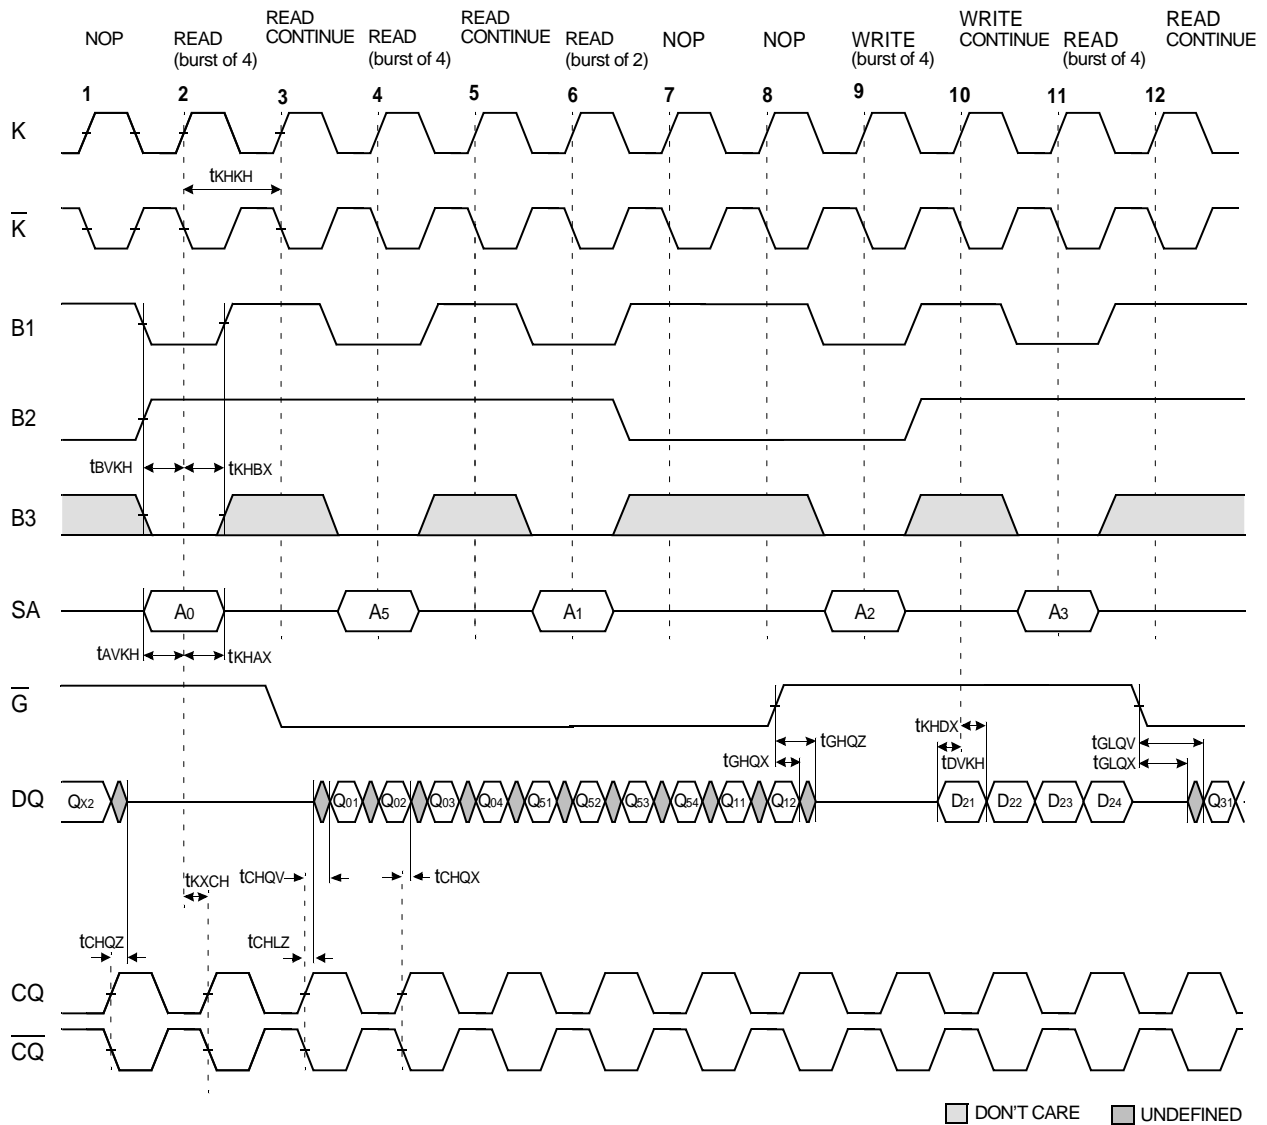 NOP READ (burst of 4) READ CONTINUE READ (burst of 4) READ CONTINUE READ (burst of 2) NOP NOP WRITE (burst of 4) WRITE CONTINUE READ (burst of 4) READ CONTINUE
1 2 3 4 5 6 7 8 9 10 11 12
K
tKHKH
K
B1
B2
tBVKH tKHBX
B3
SA A0 A5 A1 A2 A3
tAVKH tKHAX
G
tGHQX tGHQZ tKHDX tDVKH tGLQV tGLQX
DQ QX2 Q01 Q02 Q03 Q04 Q51 Q52 Q53 Q54 Q11 Q12 D21 D22 D23 D24 Q31
tKXCH tCHQV tCHQX
tCHQZ tCHLZ
CQ
CQ
DON'T CARE UNDEFINED